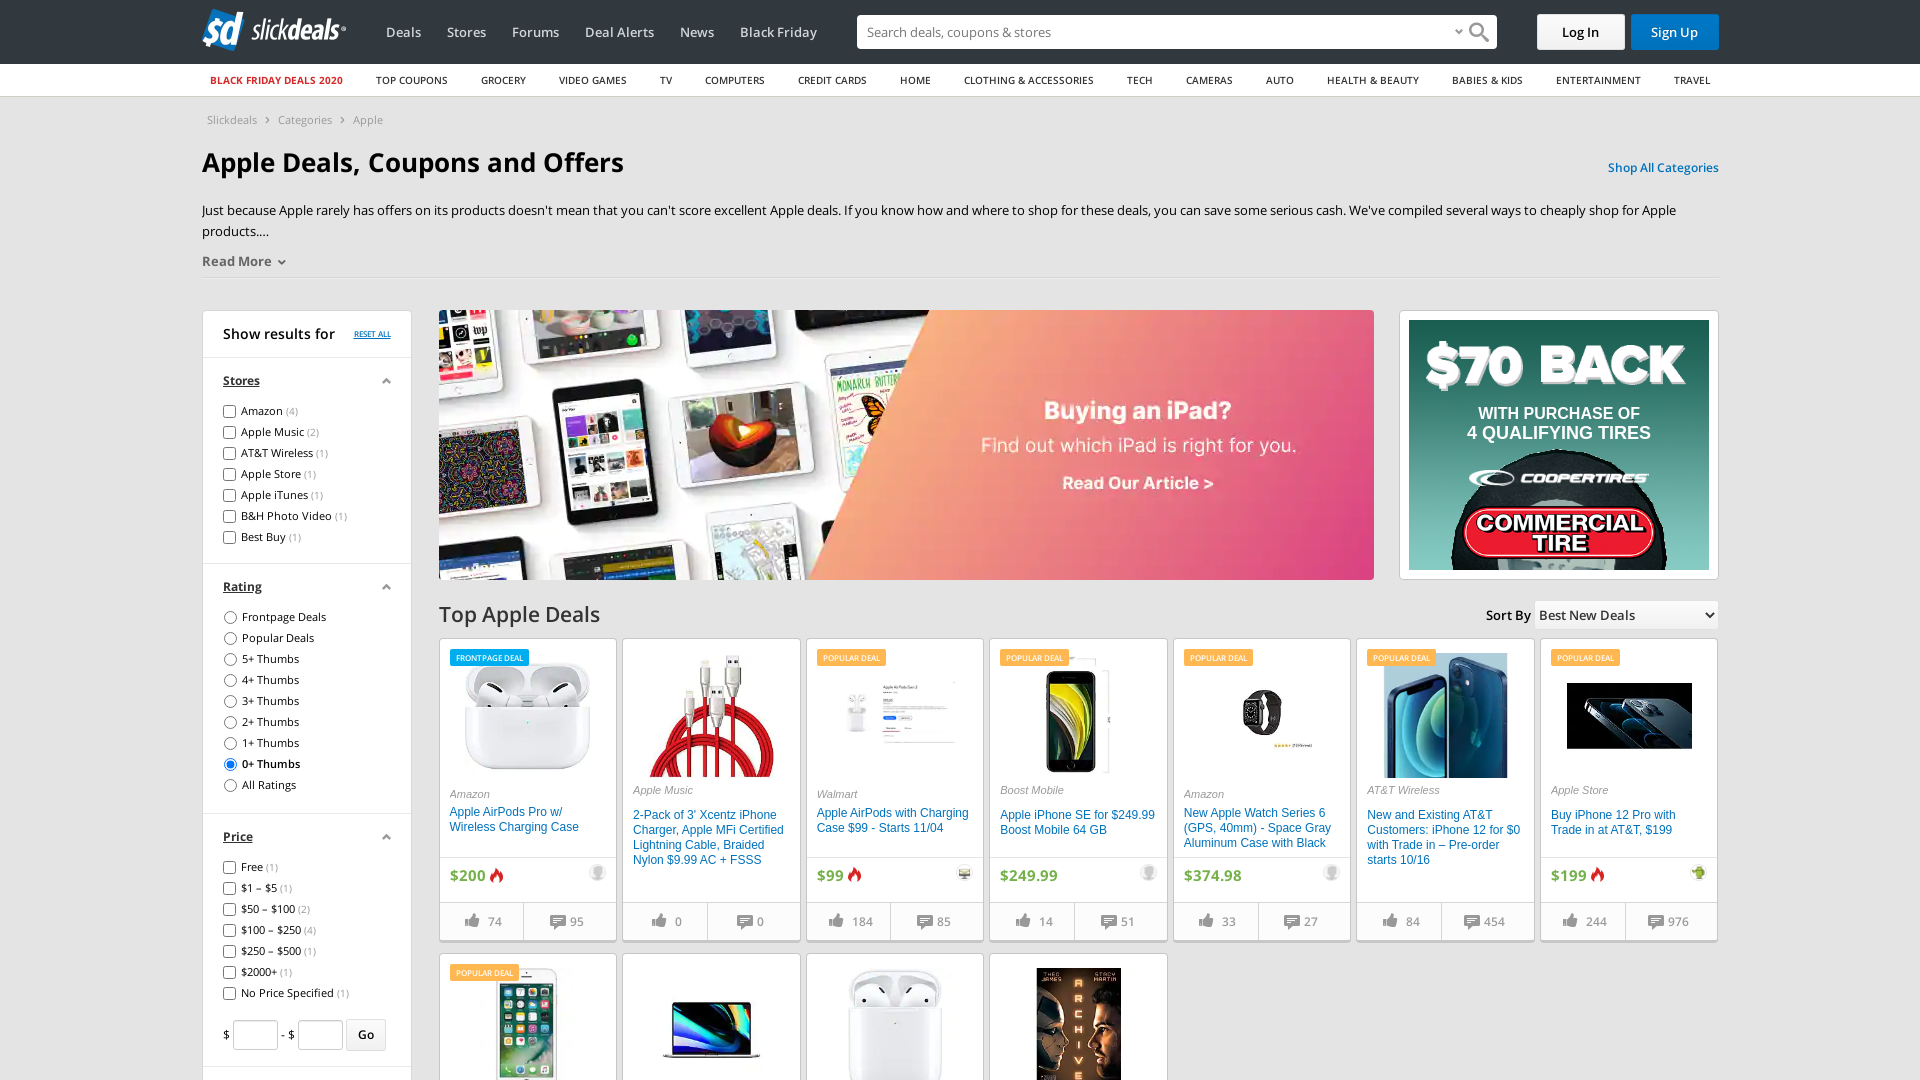 slickdeals
Deals
Stores
Forums
Deal Alerts
News
Black Friday
Search deals, coupons & stores
Log In
Sign Up
BLACK FRIDAY DEALS 2020
TOP COUPONS
GROCERY
VIDEO GAMES
TV
COMPUTERS
CREDIT CARDS
HOME
CLOTHING & ACCESSORIES
TECH
CAMERAS
AUTO
HEALTH & BEAUTY
BABIES & KIDS
ENTERTAINMENT
TRAVEL
Slickdeals > Categories > Apple
Apple Deals, Coupons and Offers
Shop All Categories
Just because Apple rarely has offers on its products doesn't mean that you can't score excellent Apple deals. If you know how and where to shop for these deals, you can save some serious cash. We've compiled several ways to cheaply shop for Apple
products.…
Read More
Show results for
RESET ALL
Stores
Amazon (4)
Apple Music (2)
AT&T Wireless (1)
Apple Store (1)
Apple iTunes (1)
B&H Photo Video (1)
Best Buy (1)
Rating
Frontpage Deals
Popular Deals
5+ Thumbs
4+ Thumbs
3+ Thumbs
2+ Thumbs
1+ Thumbs
0+ Thumbs
All Ratings
Price
Free (1)
$1 – $5 (1)
$50 – $100 (2)
$100 – $250 (4)
$250 – $500 (1)
$2000+ (1)
No Price Specified (1)
$ - $ Go
MONARCH BUTTERF
Buying an iPad?
Find out which iPad is right for you.
Read Our Article >
$70 BACK
WITH PURCHASE OF
4 QUALIFYING TIRES
COOPERTIRES
COMMERCIAL
TIRE
Top Apple Deals
Sort By Best New Deals
FRONTPAGE DEAL
Amazon
Apple AirPods Pro w/
Wireless Charging Case
$200
74
95
Apple Music
2-Pack of 3' Xcentz iPhone
Charger, Apple MFi Certified
Lightning Cable, Braided
Nylon $9.99 AC + FSSS
0
0
POPULAR DEAL
Walmart
Apple AirPods with Charging
Case $99 - Starts 11/04
$99
184
85
POPULAR DEAL
Boost Mobile
Apple iPhone SE for $249.99
Boost Mobile 64 GB
$249.99
14
51
POPULAR DEAL
Amazon
New Apple Watch Series 6
(GPS, 40mm) - Space Gray
Aluminum Case with Black
$374.98
33
27
POPULAR DEAL
AT&T Wireless
New and Existing AT&T
Customers: iPhone 12 for $0
with Trade in – Pre-order
starts 10/16
84
454
POPULAR DEAL
Apple Store
Buy iPhone 12 Pro with
Trade in at AT&T, $199
$199
244
976
POPULAR DEAL
THEO JAMES
STACY MARTIN
ARCHIVE